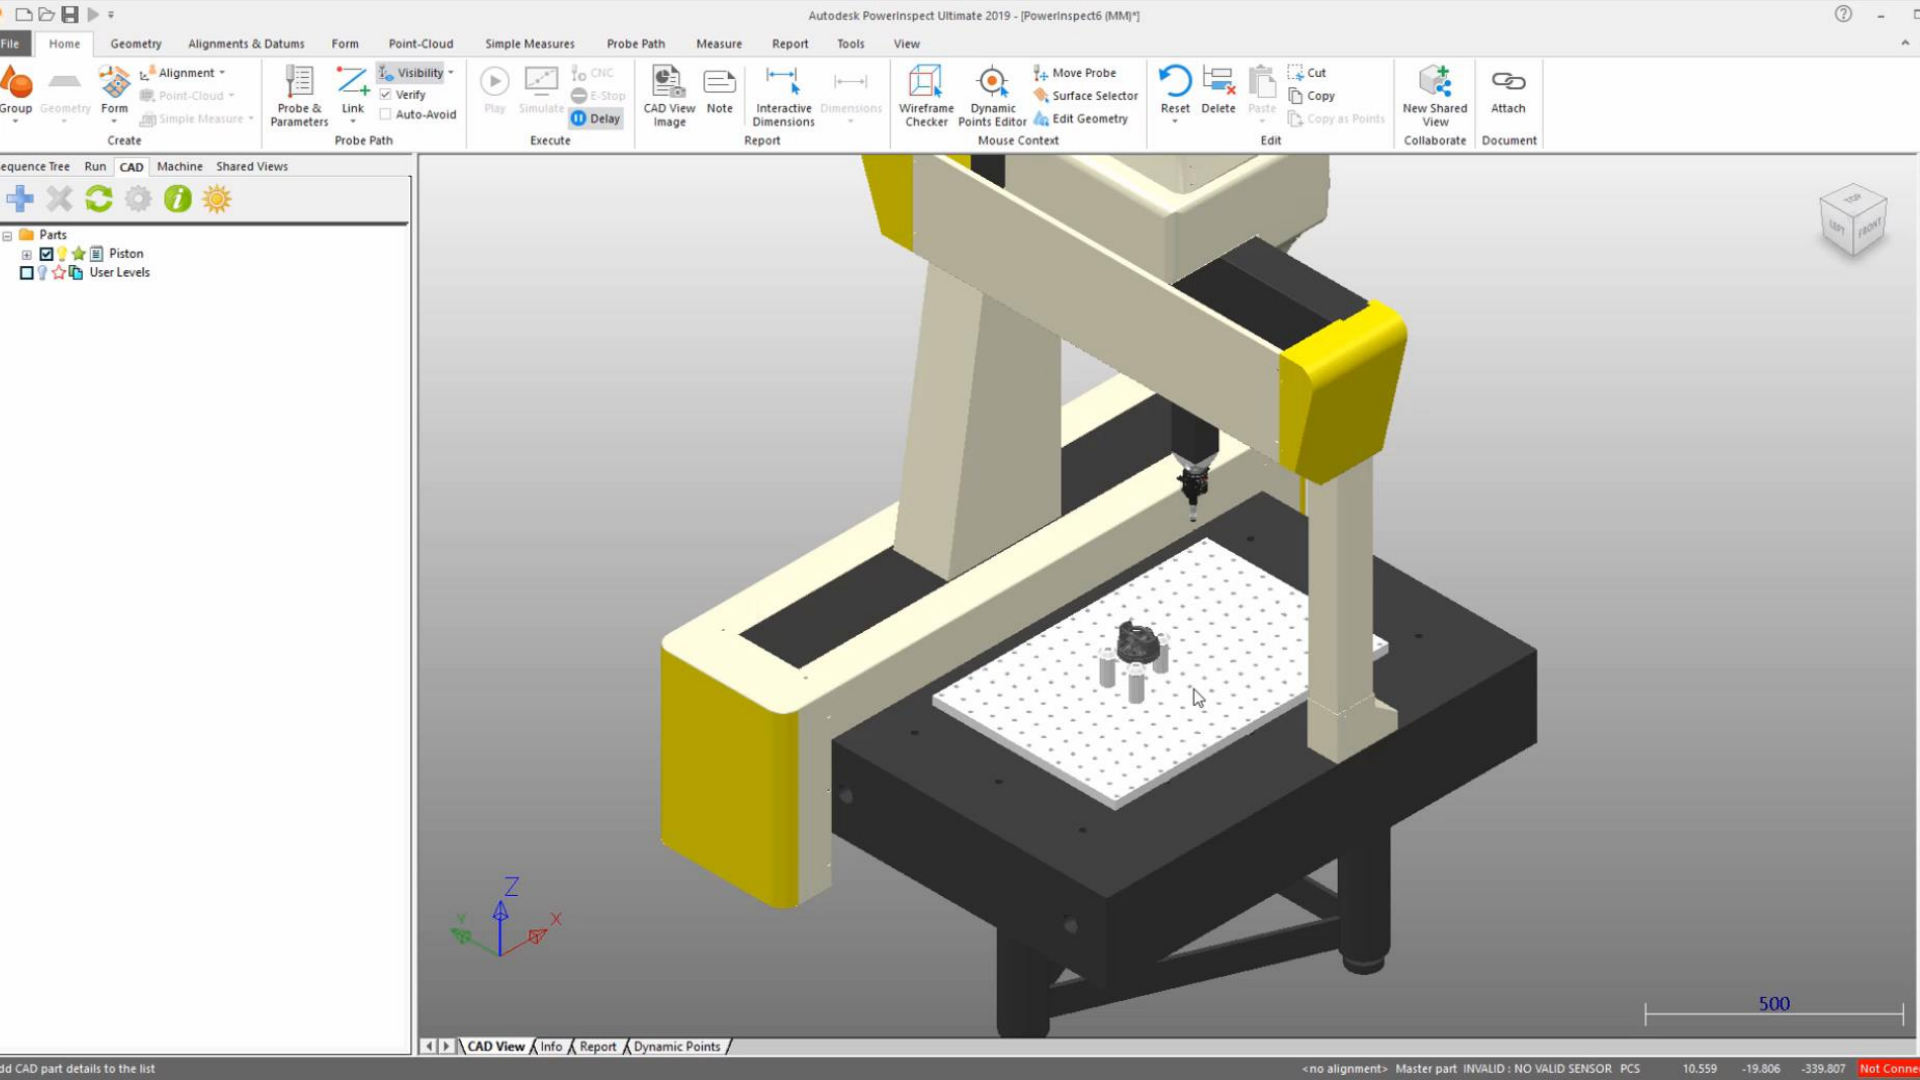 Autodesk PowerInspect Ultimate 2019 - [PowerInspect6 (MM)*]
File Home Geometry Alignments & Datums Form Point-Cloud Simple Measures Probe Path Measure Report Tools View
Group
Geometry
Form
Alignment
Point-Cloud
Simple Measure
Create
Probe & Parameters
Link
Visibility
Verify
Auto-Avoid
Probe Path
Play
Simulate
CNC
E-Stop
Delay
Execute
CAD View Image
Note
Interactive Dimensions
Dimensions
Report
Wireframe Checker
Dynamic Points Editor
Move Probe
Surface Selector
Edit Geometry
Mouse Context
Reset
Delete
Paste
Cut
Copy
Copy as Points
Edit
New Shared View
Collaborate
Attach
Document
equence Tree Run CAD Machine Shared Views
Parts
Piston
User Levels
TOP
LEFT
FRONT
Z
Y
X
500
CAD View Info Report Dynamic Points
dd CAD part details to the list
<no alignment> Master part INVALID : NO VALID SENSOR PCS 10.559 -19.806 -339.807 Not Conne